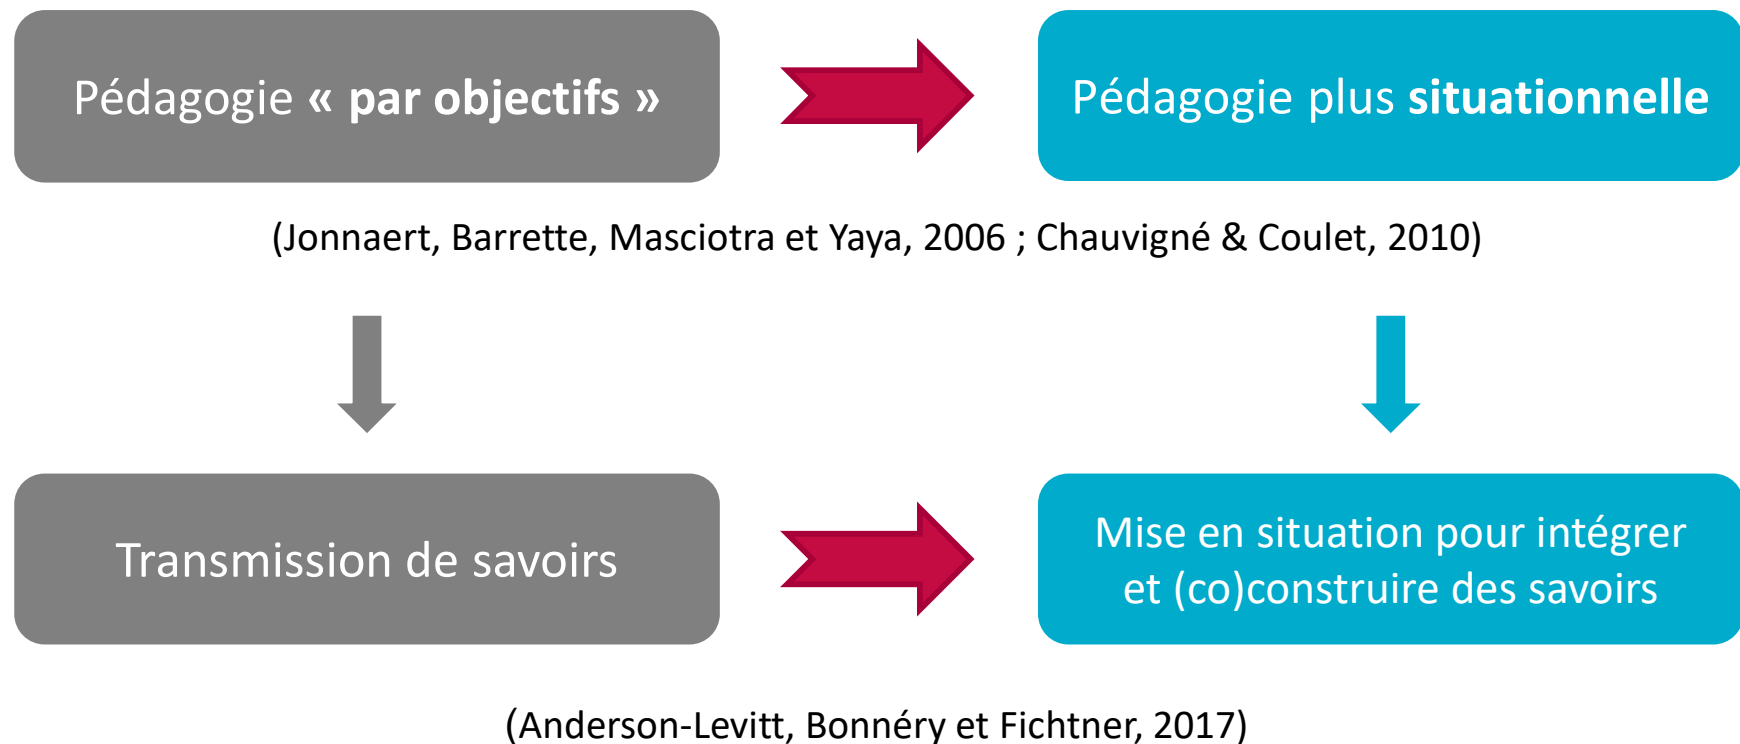 Pédagogie « par objectifs »
Pédagogie plus situationnelle
(Jonnaert, Barrette, Masciotra et Yaya, 2006 ; Chauvigné & Coulet, 2010)
Transmission de savoirs
Mise en situation pour intégrer
et (co)construire des savoirs
(Anderson-Levitt, Bonnéry et Fichtner, 2017)